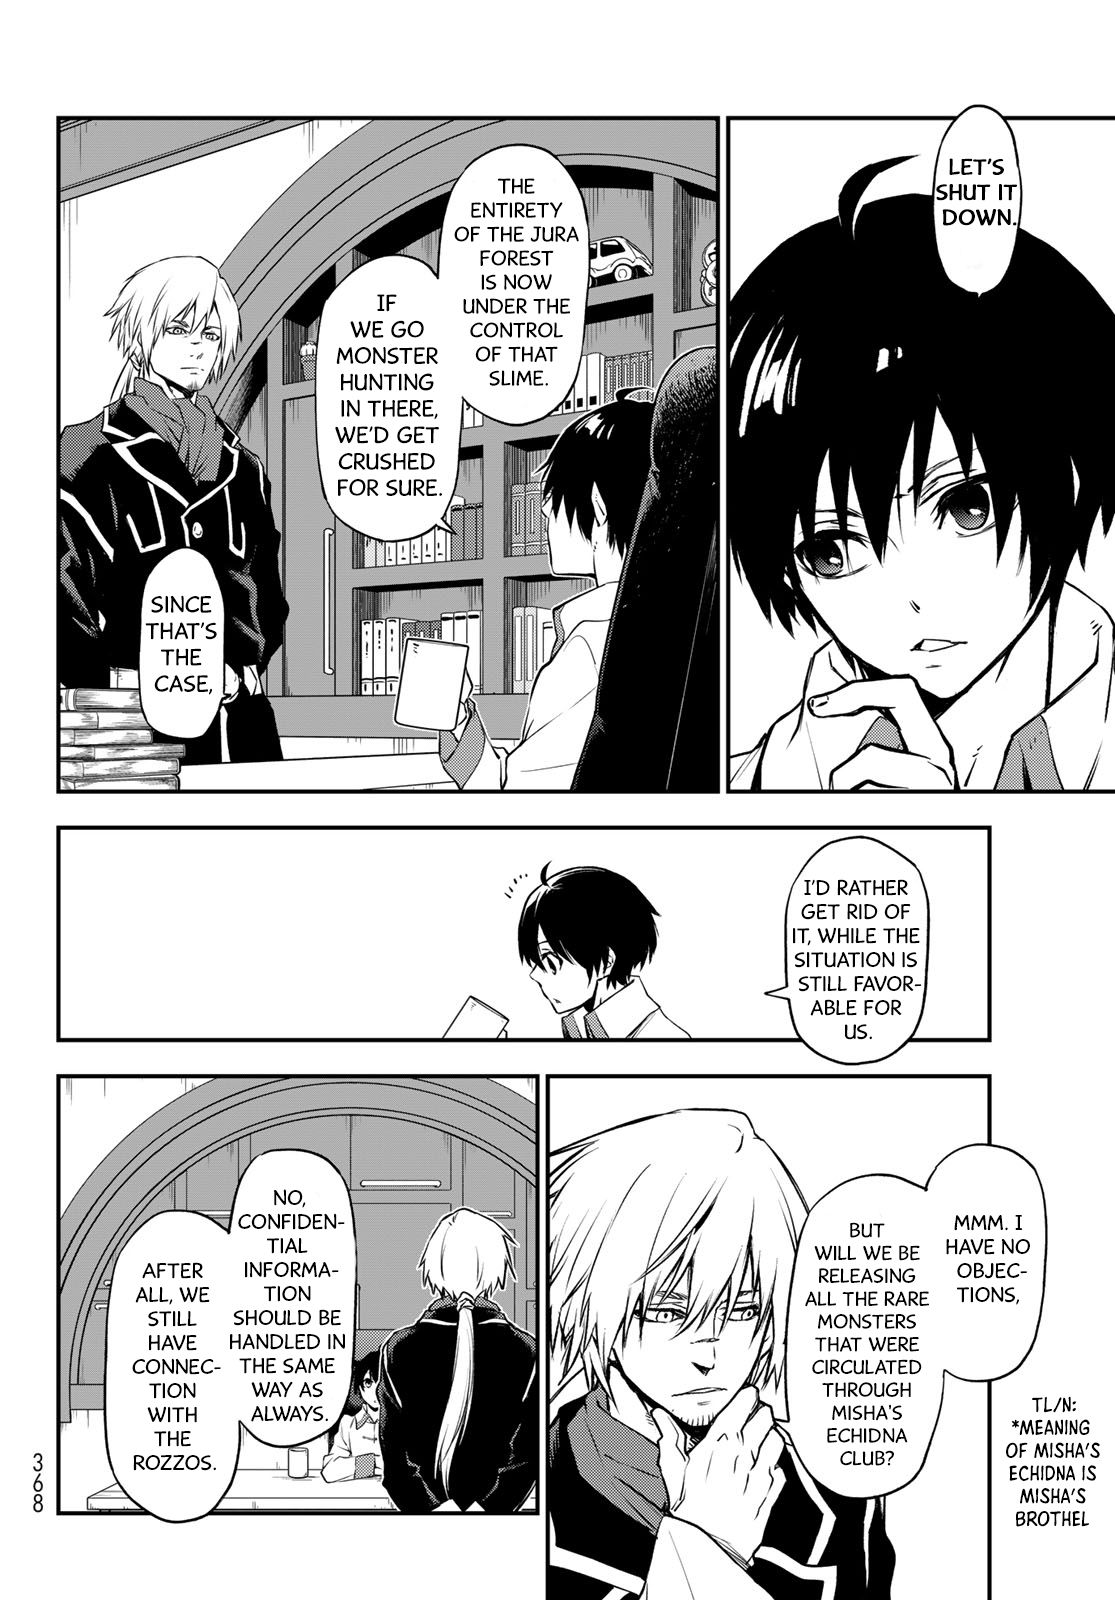 LET'S
SHUT IT
DOWN.
THE
ENTIRETY
OF THE JURA
FOREST
IS NOW
UNDER THE
CONTROL
OF THAT
SLIME.
IF
WE GO
MONSTER
HUNTING
IN THERE,
WE'D GET
CRUSHED
FOR SURE.
SINCE
THAT'S
THE
CASE,
I'D RATHER
GET RID OF
IT, WHILE THE
SITUATION IS
STILL FAVOR-
ABLE FOR
US.
MMM. I
HAVE NO
OBJEC-
TIONS,
BUT
WILL WE BE
RELEASING
ALL THE RARE
MONSTERS
THAT WERE
CIRCULATED
THROUGH
MISHA'S
ECHIDNA
CLUB?
TL/N:
*MEANING
OF MISHA'S
ECHIDNA IS
MISHA'S
BROTHEL
NO,
CONFIDEN-
TIAL
INFORMA-
TION
SHOULD BE
HANDLED IN
THE SAME
WAY AS
ALWAYS.
AFTER
ALL, WE
STILL
HAVE
CONNEC-
TION
WITH
THE
ROZZOS.
368